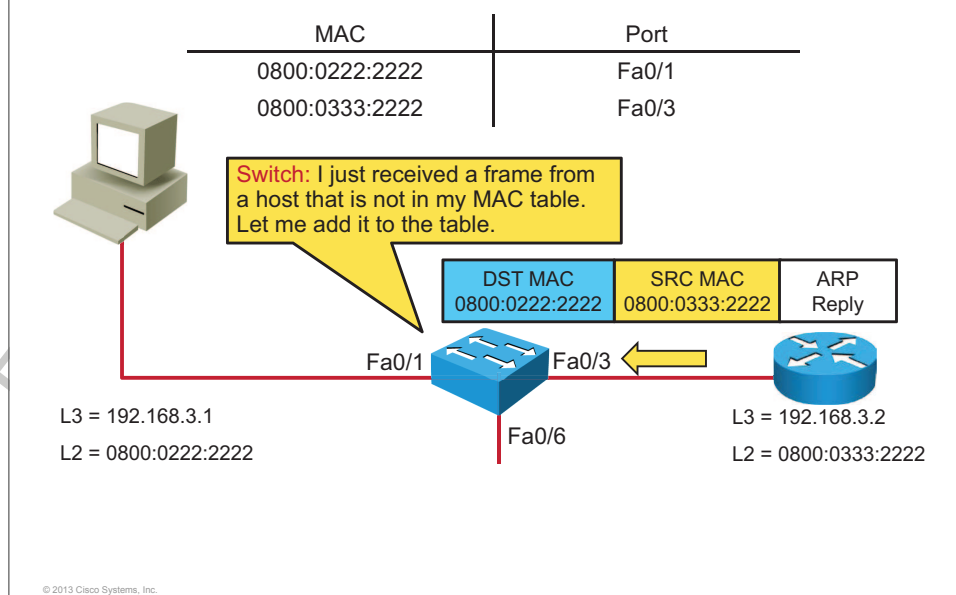 MAC Port
0800:0222:2222 Fa0/1
0800:0333:2222 Fa0/3
Switch: I just received a frame from
a host that is not in my MAC table.
Let me add it to the table.
DST MAC SRC MAC ARP
0800:0222:2222 0800:0333:2222 Reply
Fa0/1 Fa0/3
L3 = 192.168.3.1 L3 = 192.168.3.2
Fa0/6
L2 = 0800:0222:2222 L2 = 0800:0333:2222
© 2013 Cisco Systems, Inc.